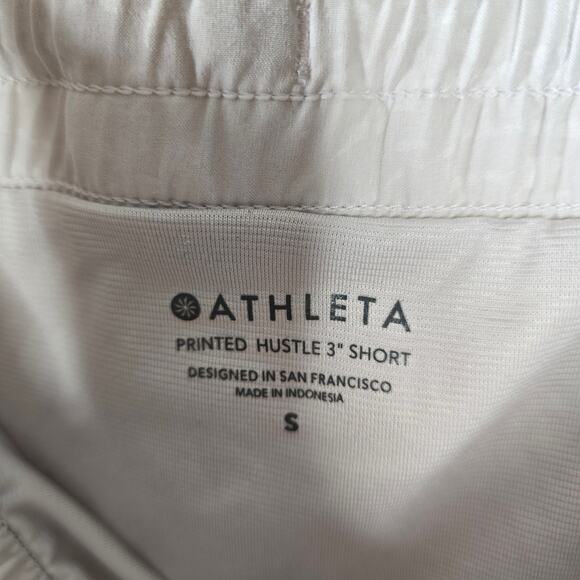 ATHLETA
PRINTED HUSTLE 3" SHORT
DESIGNED IN SAN FRANCISCO
MADE IN INDONESIA
S